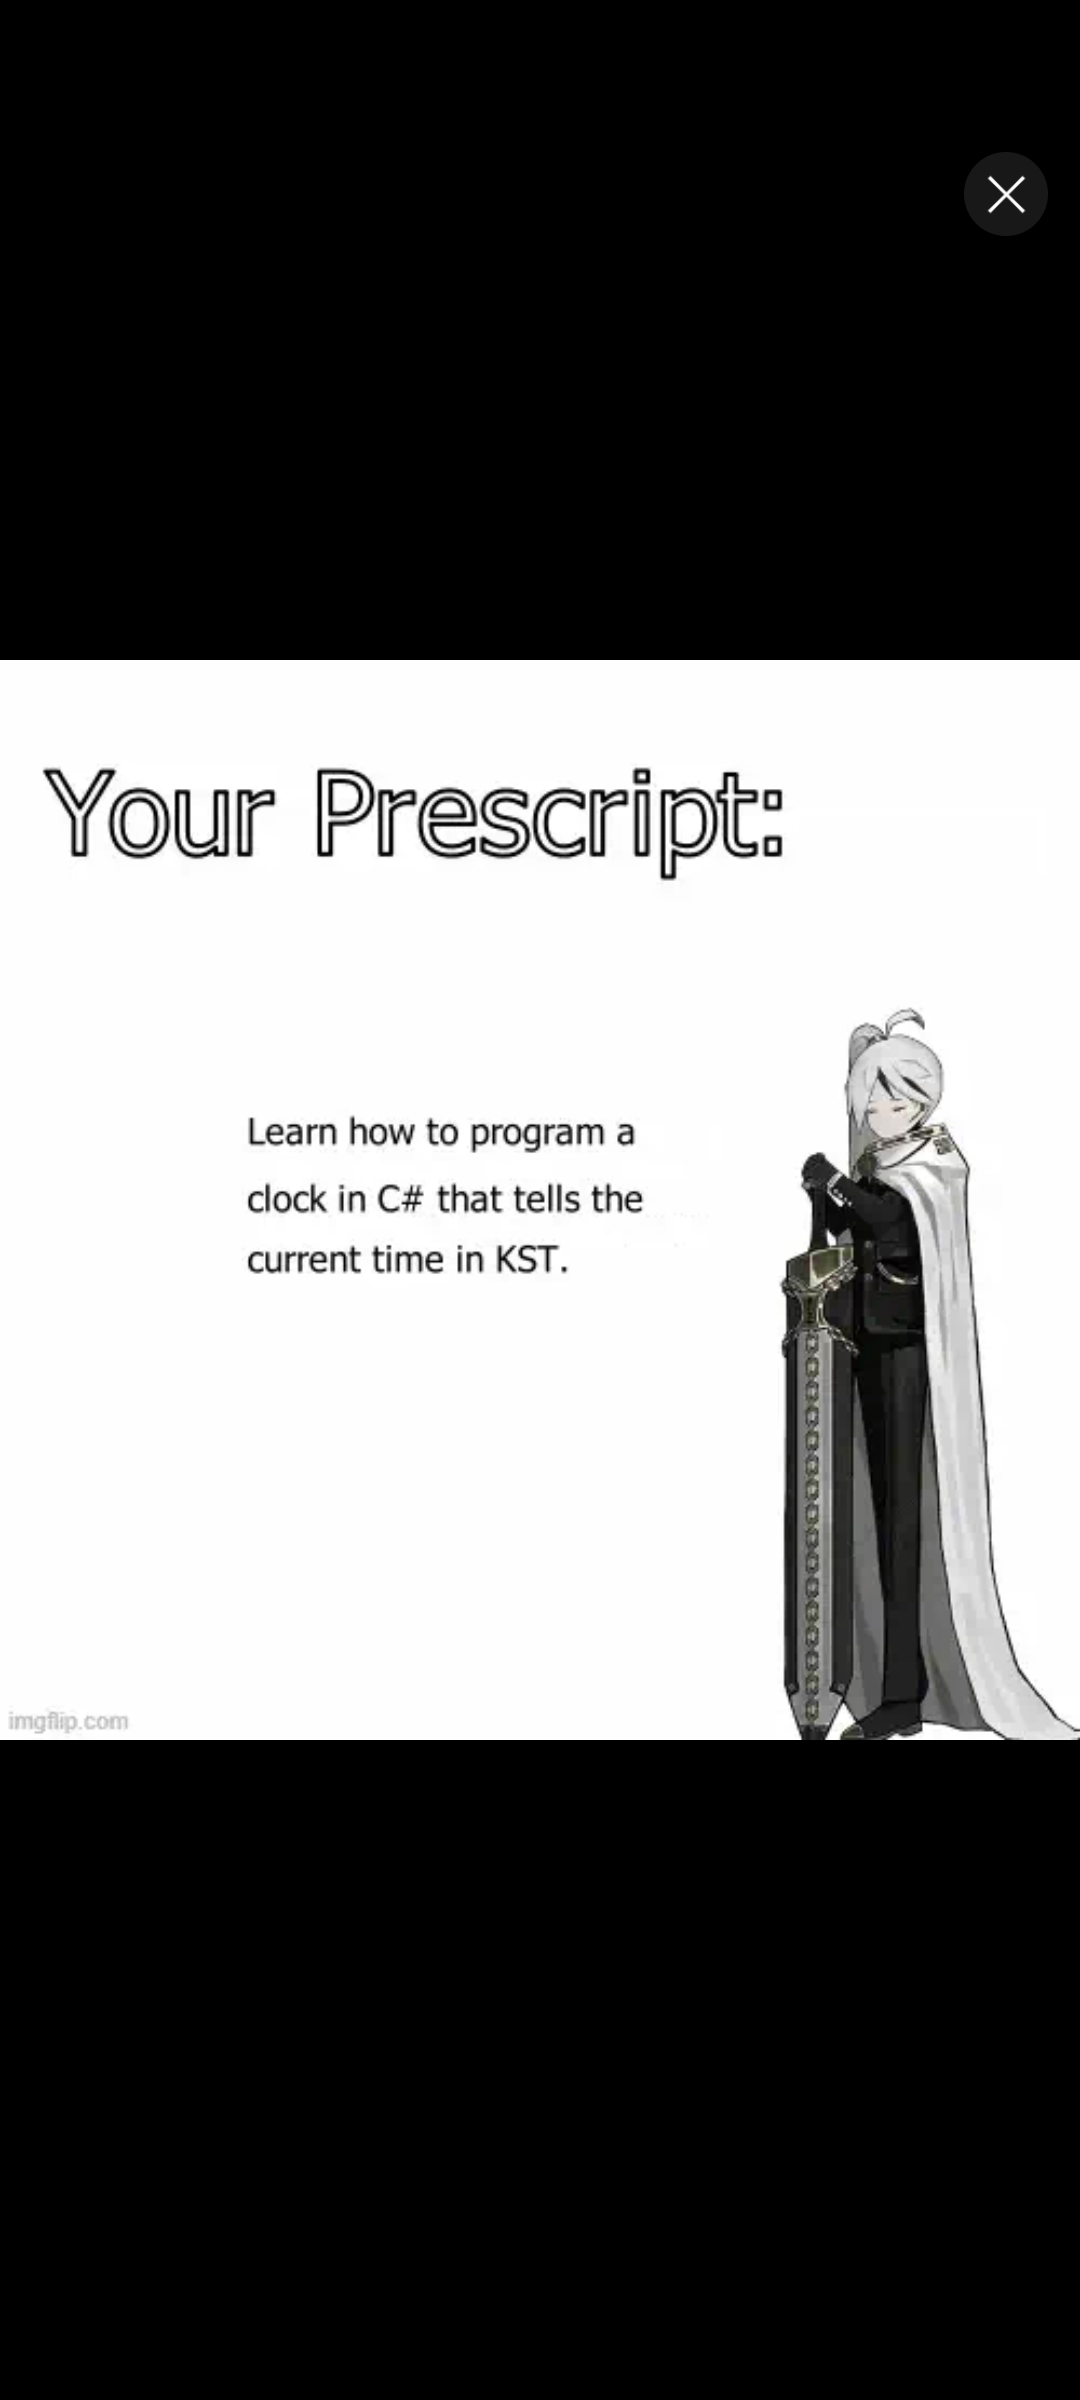 Your Prescript:
Learn how to program a
clock in C# that tells the
current time in KST.
imgflip.com